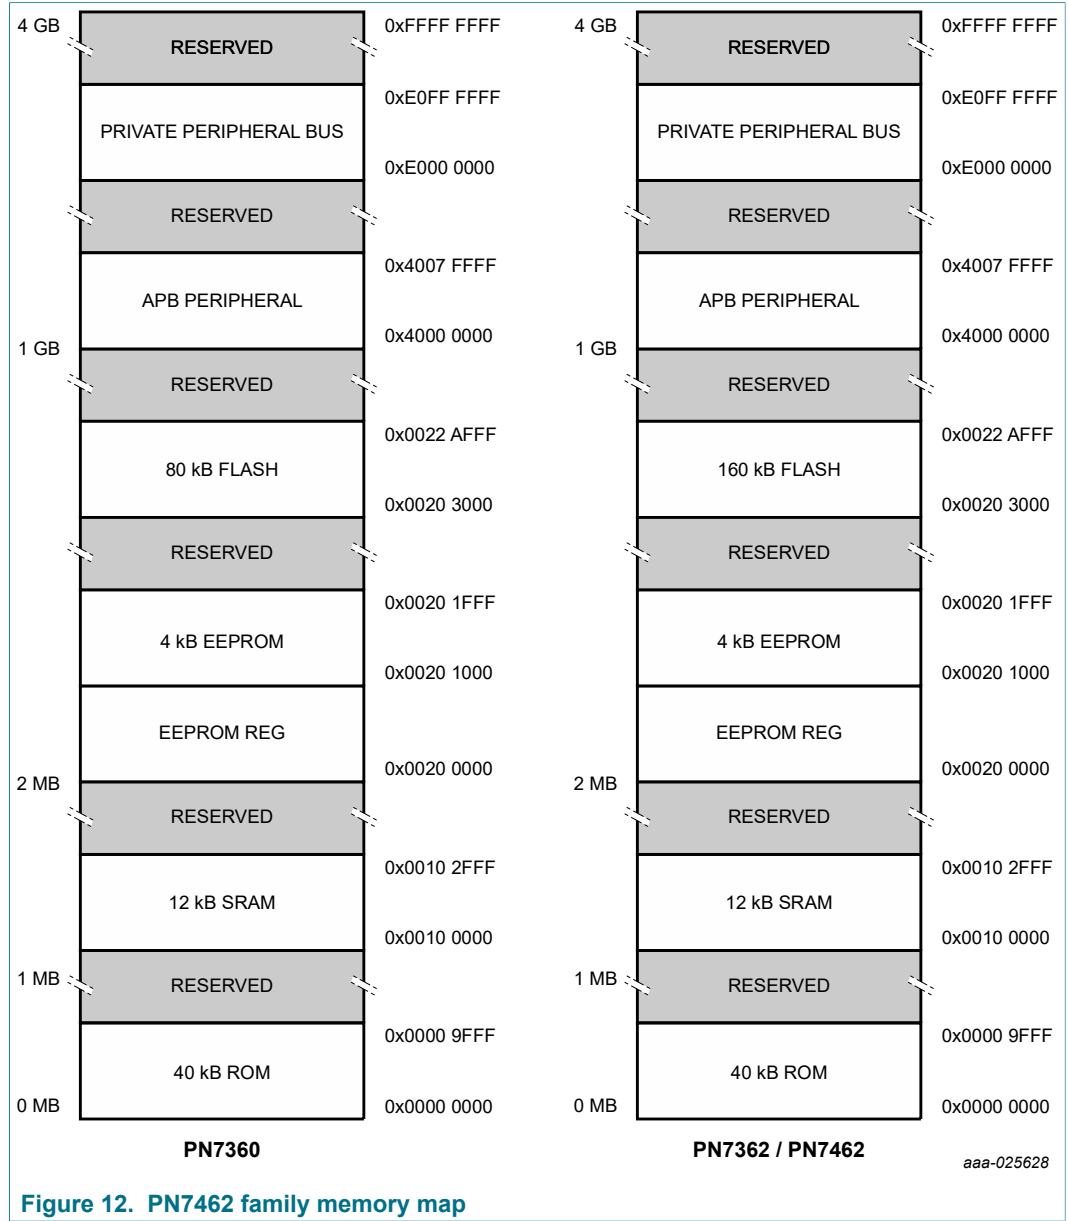 4 GB RESERVED 0xFFFF FFFF 4 GB RESERVED 0xFFFF FFFF
0xE0FF FFFF 0xE0FF FFFF
PRIVATE PERIPHERAL BUS PRIVATE PERIPHERAL BUS
0xE000 0000 0xE000 0000
RESERVED RESERVED
0x4007 FFFF 0x4007 FFFF
APB PERIPHERAL APB PERIPHERAL
1 GB 0x4000 0000 1 GB 0x4000 0000
RESERVED RESERVED
0x0022 AFFF 0x0022 AFFF
80 kB FLASH 160 kB FLASH
0x0020 3000 0x0020 3000
RESERVED RESERVED
0x0020 1FFF 0x0020 1FFF
4 kB EEPROM 4 kB EEPROM
0x0020 1000 0x0020 1000
EEPROM REG EEPROM REG
2 MB 0x0020 0000 2 MB 0x0020 0000
RESERVED RESERVED
0x0010 2FFF 0x0010 2FFF
12 kB SRAM 12 kB SRAM
0x0010 0000 0x0010 0000
1 MB RESERVED 1 MB RESERVED
0x0000 9FFF 0x0000 9FFF
40 kB ROM 40 kB ROM
0 MB 0x0000 0000 0 MB 0x0000 0000
PN7360 PN7362 / PN7462
aaa-025628
Figure 12. PN7462 family memory map